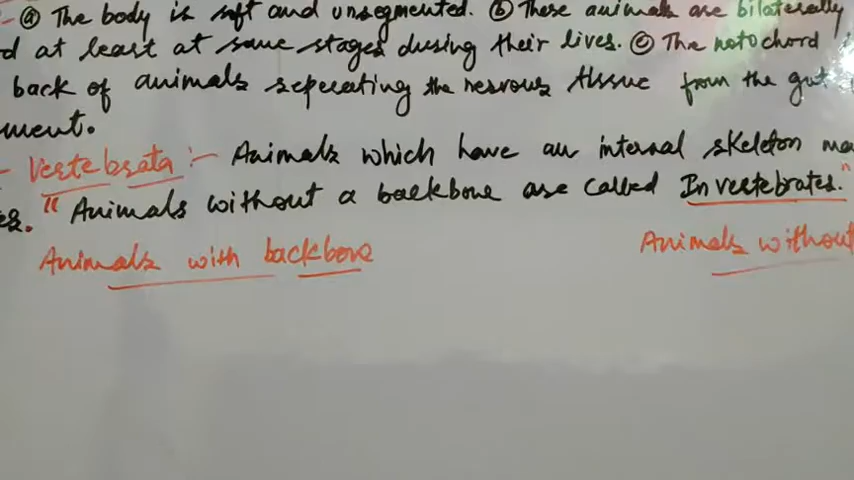 :- ⓐ The body is soft and unsegmented. ⓑ These animals are bilaterally
d at least at some stages during their lives. ⓒ The notochord
back of animals seperating the nervous tissue from the gut
ment.
- Vertebrata :- Animals which have an internal skeleton ma
es. " Animals without a backbone are called Invertebrates."
Animals with backbone
Animals without